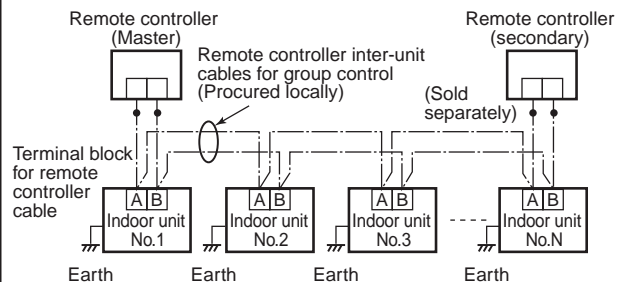 Remote controller
(Master)
Remote controller
(secondary)
Remote controller inter-unit
cables for group control
(Procured locally)
(Sold
separately)
Terminal block
for remote
controller
cable
A B
Indoor unit
No.1
A B
Indoor unit
No.2
A B
Indoor unit
No.3
A B
Indoor unit
No.N
Earth
Earth
Earth
Earth